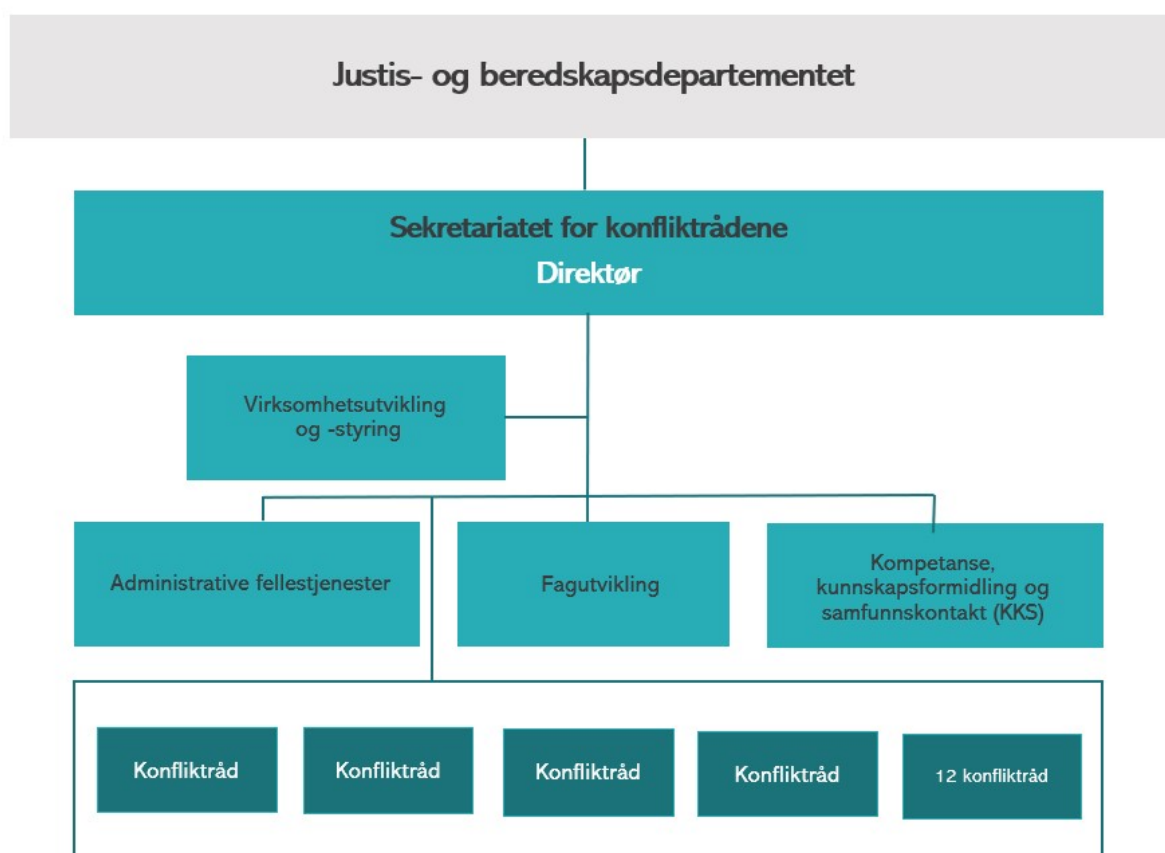 Justis- og beredskapsdepartementet
Sekretariatet for konfliktrådene
Direktør
Virksomhetsutvikling
og -styring
Administrative fellestjenester
Fagutvikling
Kompetanse,
kunnskapsformidling og
samfunnskontakt (KKS)
Konfliktråd
Konfliktråd
Konfliktråd
Konfliktråd
12 konfliktråd